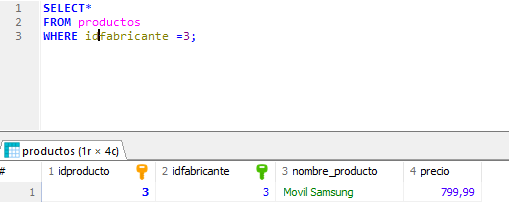 1 SELECT*
2 FROM productos
3 WHERE idfabricante =3;
productos (1r × 4c)
# 1 idproducto 2 idfabricante 3 nombre_producto 4 precio
1 3 3 Movil Samsung 799,99